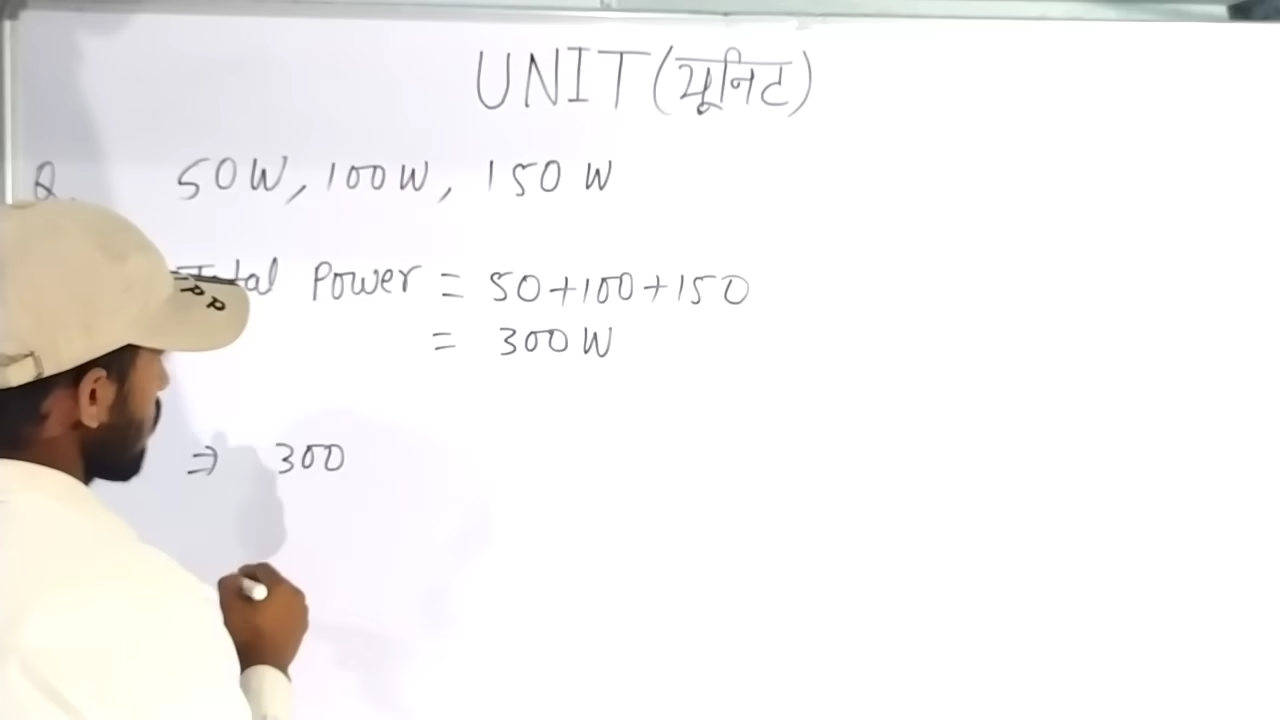 UNIT (यूनिट)
Q. 50W, 100W, 150 W
Total Power = 50+100+150
= 300 W
⇒ 300